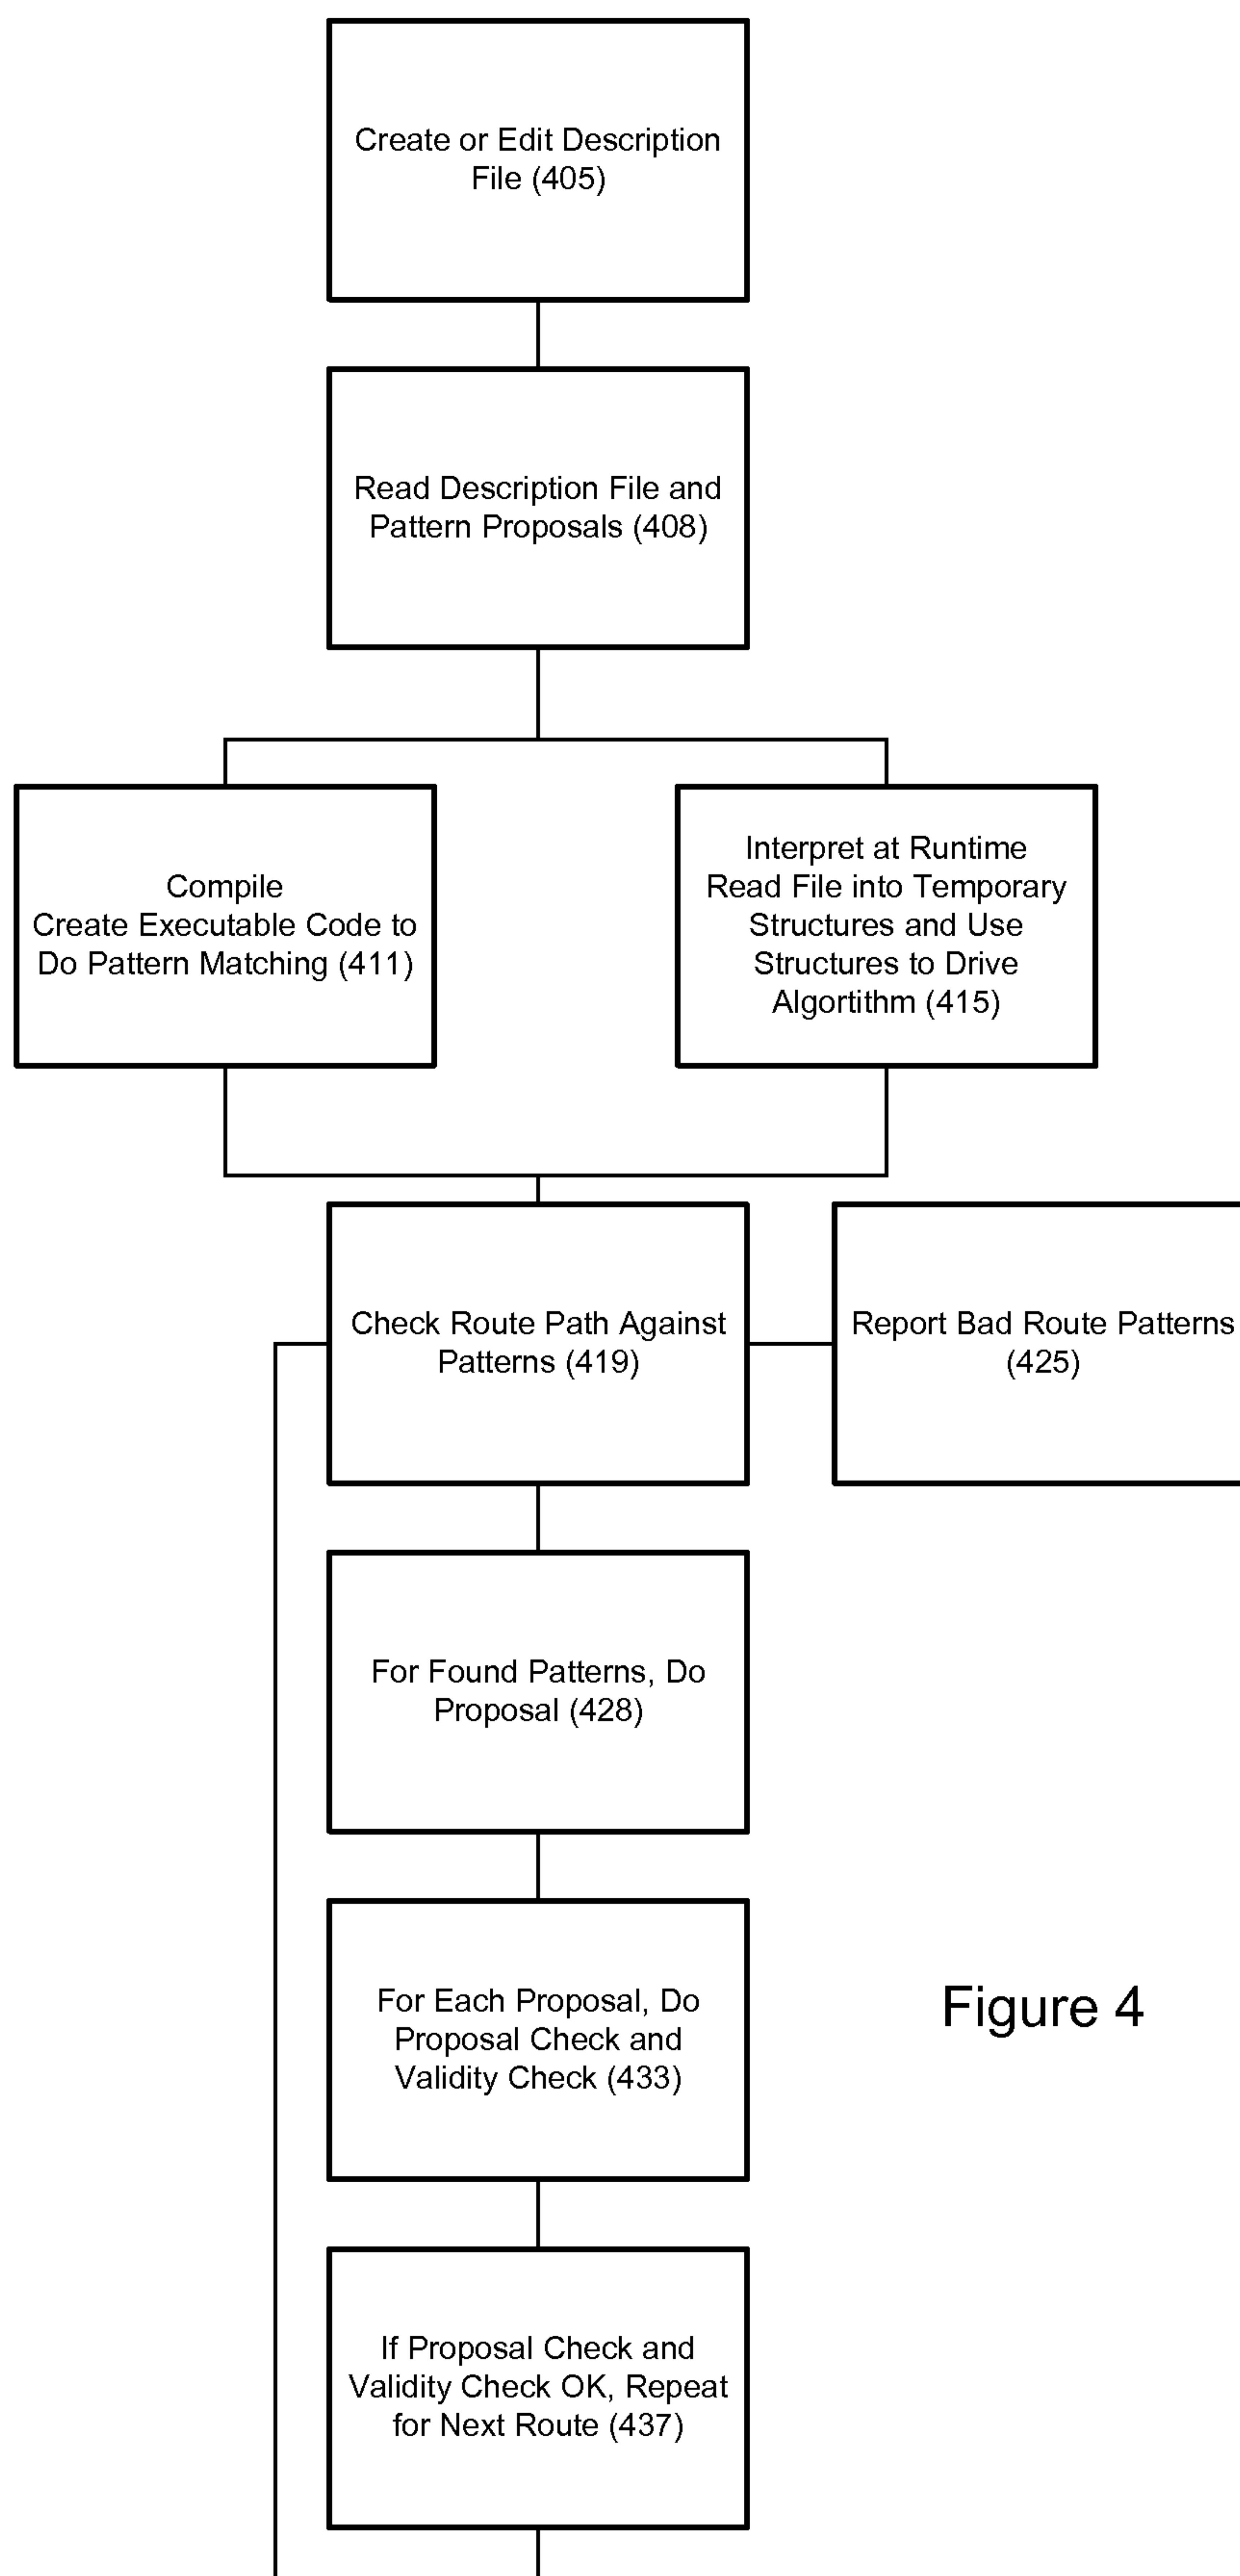 Create or Edit Description
File (405)
Read Description File and
Pattern Proposals (408)
Compile
Create Executable Code to
Do Pattern Matching (411)
Interpret at Runtime
Read File into Temporary
Structures and Use
Structures to Drive
Algortithm (415)
Check Route Path Against
Patterns (419)
Report Bad Route Patterns
(425)
For Found Patterns, Do
Proposal (428)
For Each Proposal, Do
Proposal Check and
Validity Check (433)
Figure 4
If Proposal Check and
Validity Check OK, Repeat
for Next Route (437)